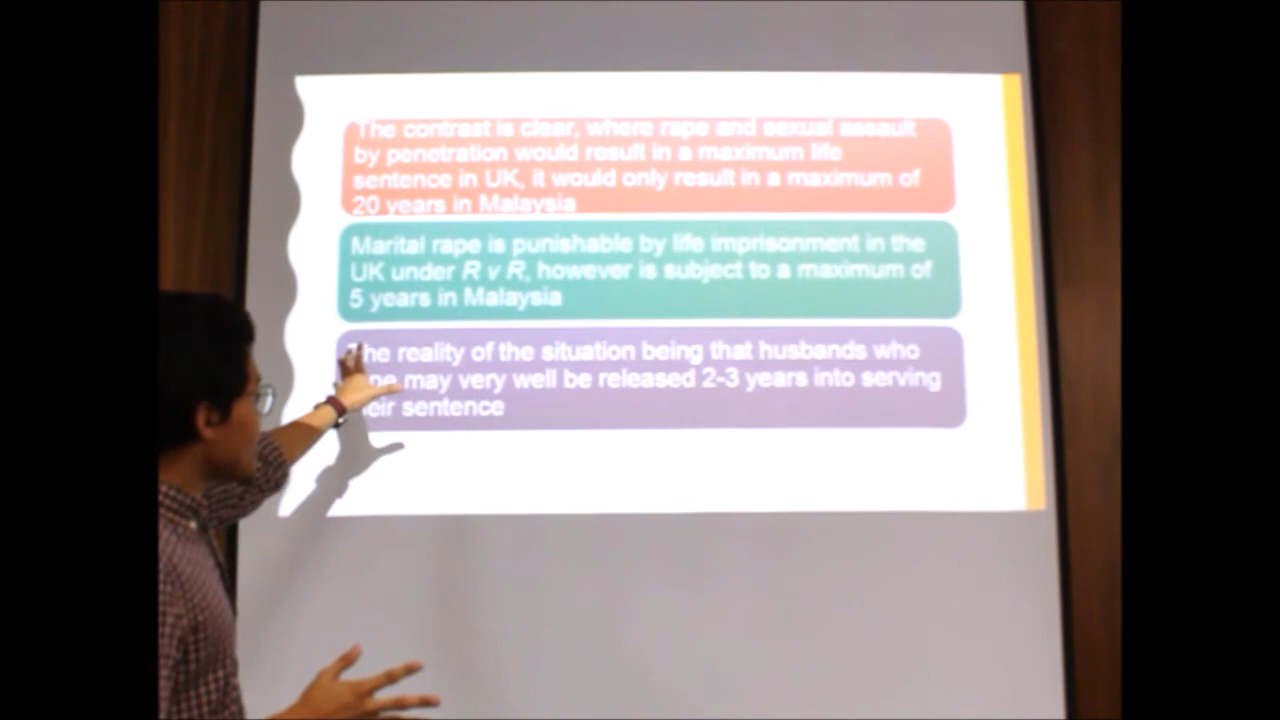 The contrast is clear, where rape and sexual assault
by penetration would result in a maximum life
sentence in UK, it would only result in a maximum of
20 years in Malaysia
Marital rape is punishable by life imprisonment in the
UK under R v R, however is subject to a maximum of
5 years in Malaysia
The reality of the situation being that husbands who
may very well be released 2-3 years into serving
sentence